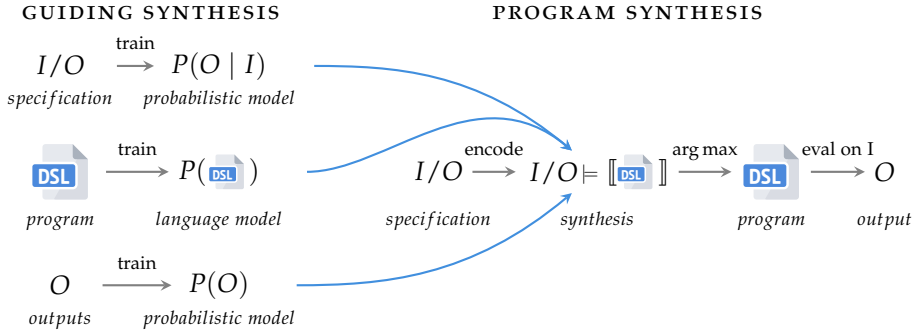 GUIDING SYNTHESIS
PROGRAM SYNTHESIS
I/O train P(O | I)
specification probabilistic model
DSL train P(DSL)
program language model
I/O encode I/O ⊨ ⟦DSL⟧ arg max DSL eval on I O
specification synthesis program output
O train P(O)
outputs probabilistic model